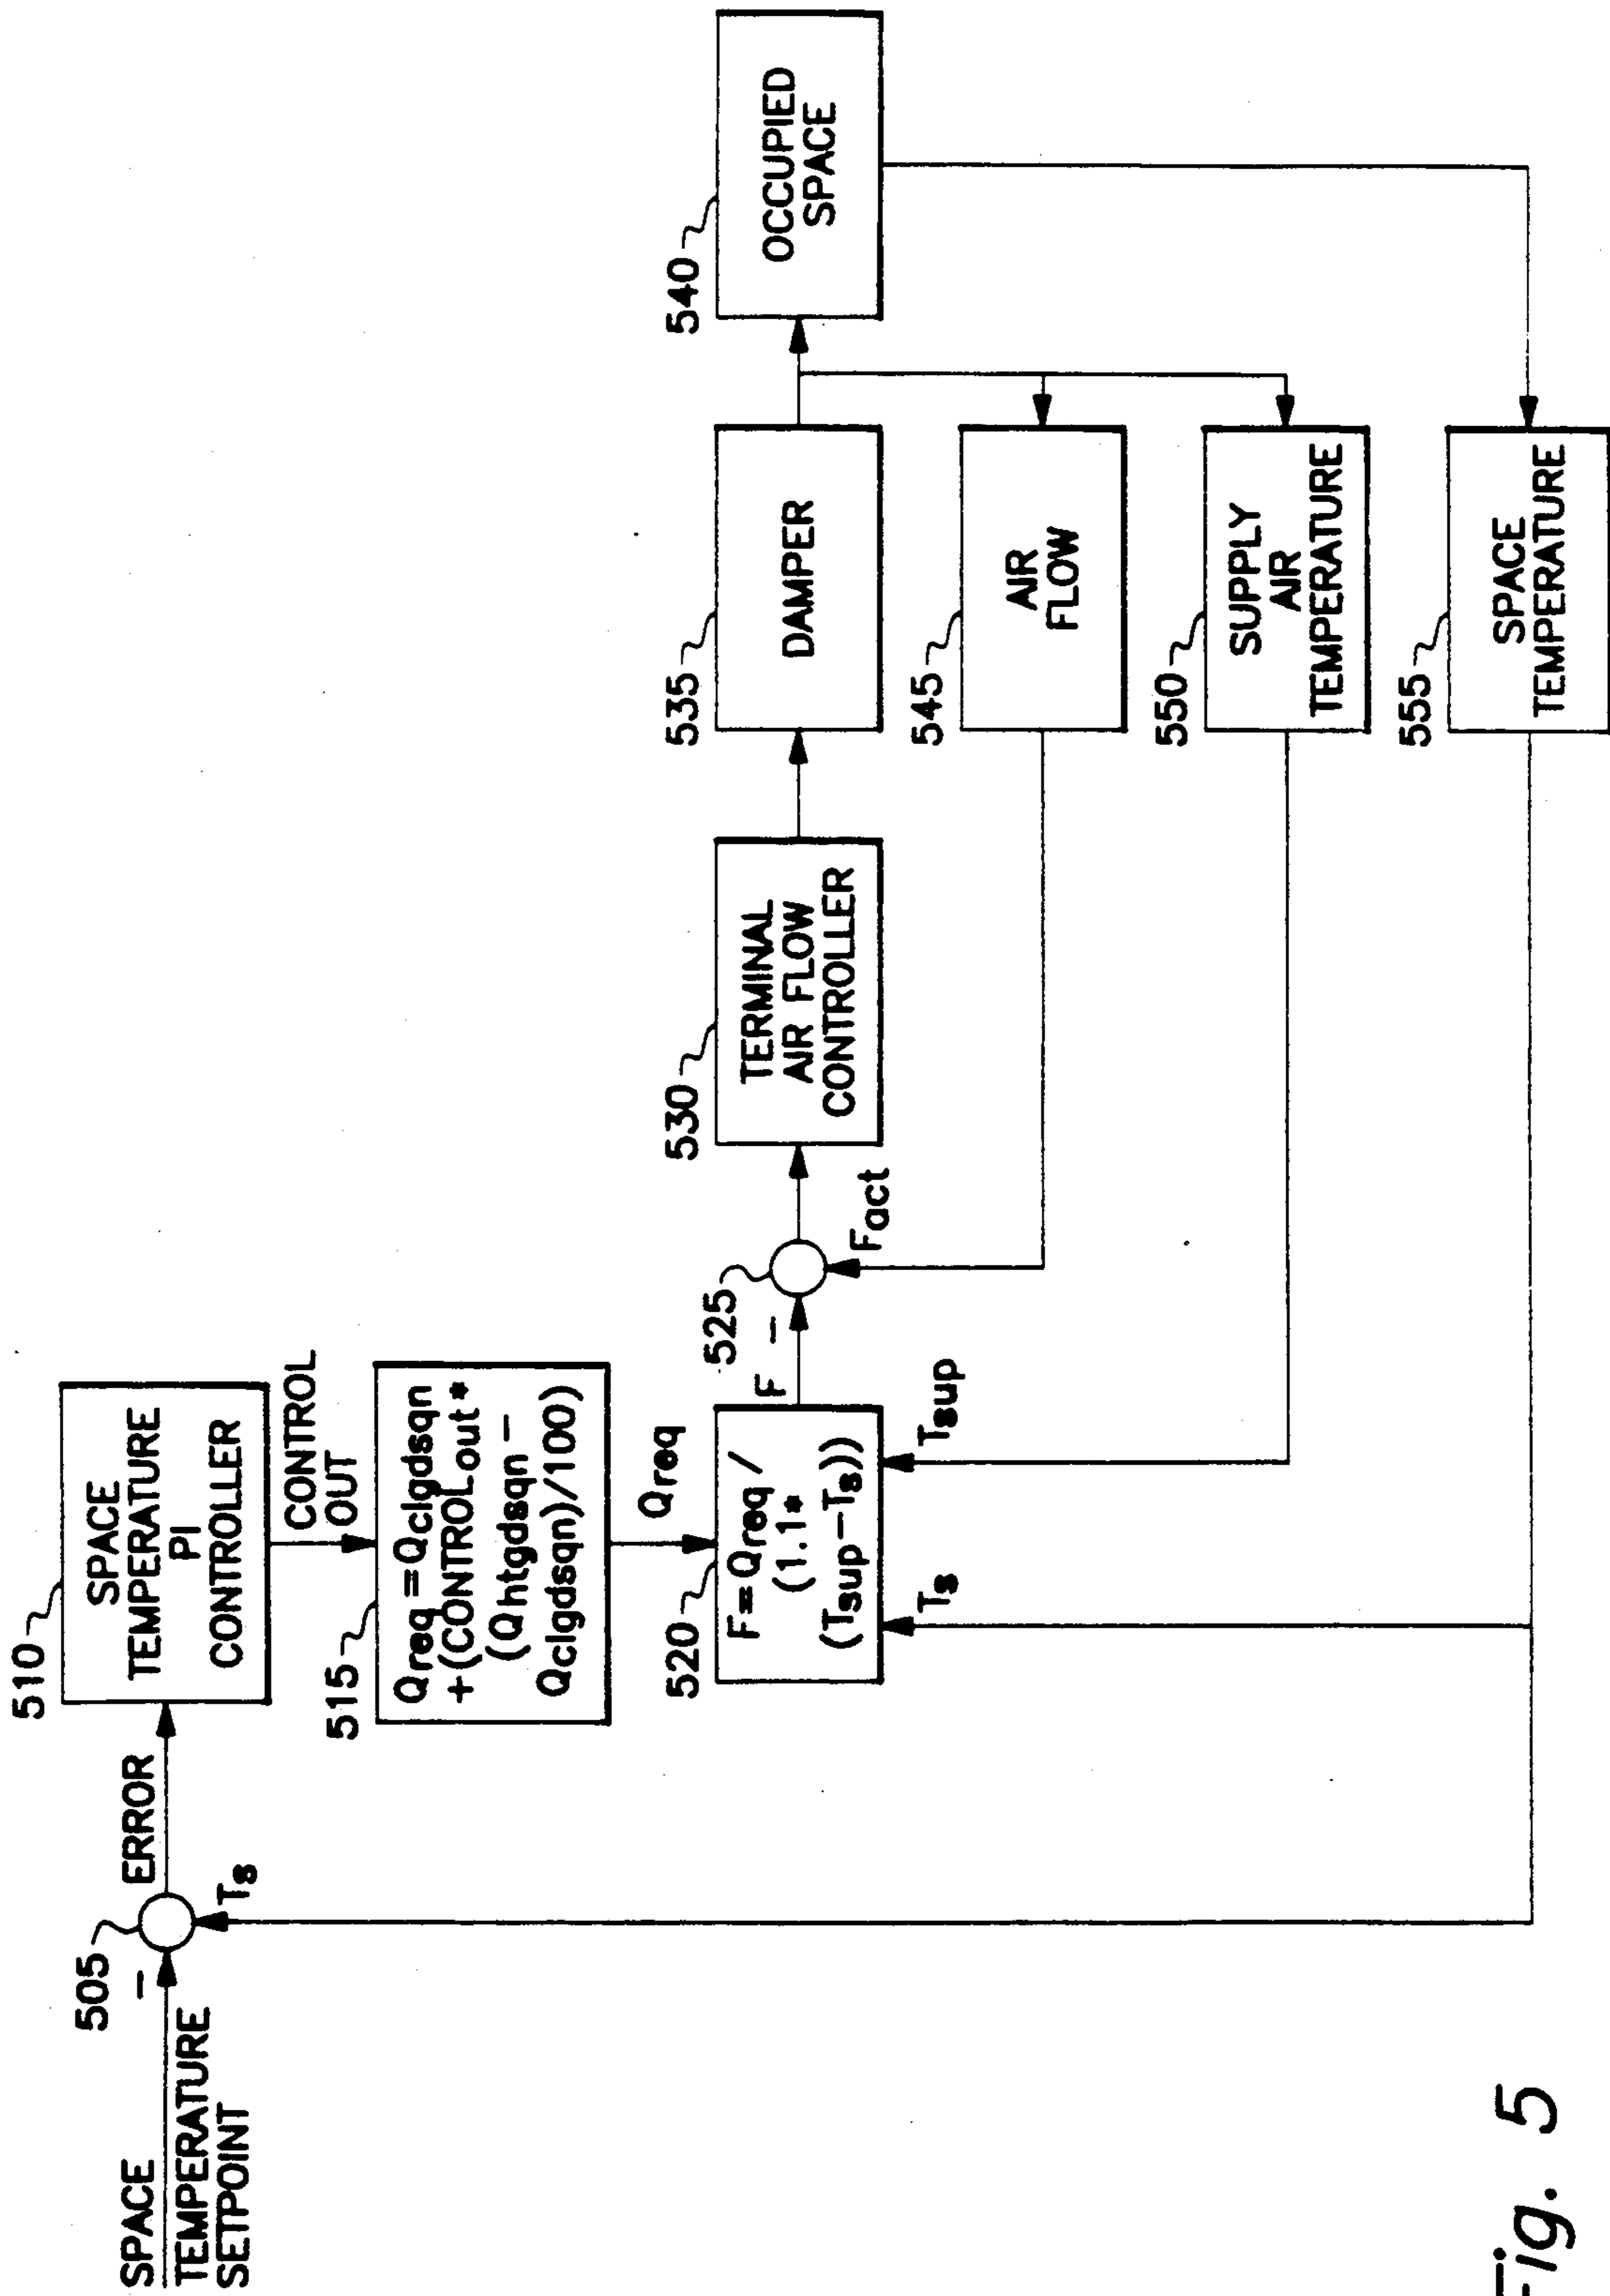 SPACE
TEMPERATURE
SETPOINT
505
–
ERROR
Ts
510
SPACE
TEMPERATURE
PI
CONTROLLER
CONTROL
OUT
515
Qreq=Qclgdsqn
+(CONTROLout*
(Qhtgdsqn–
Qclgdsqn)/100)
Qreq
520
F=Qreq/
(1.1*
(Tsup–Ts))
Ts
Tsup
F
–
525
Fact
530
TERMINAL
AIR FLOW
CONTROLLER
535
DAMPER
540
OCCUPIED
SPACE
545
AIR
FLOW
550
SUPPLY
AIR
TEMPERATURE
555
SPACE
TEMPERATURE
Fig. 5